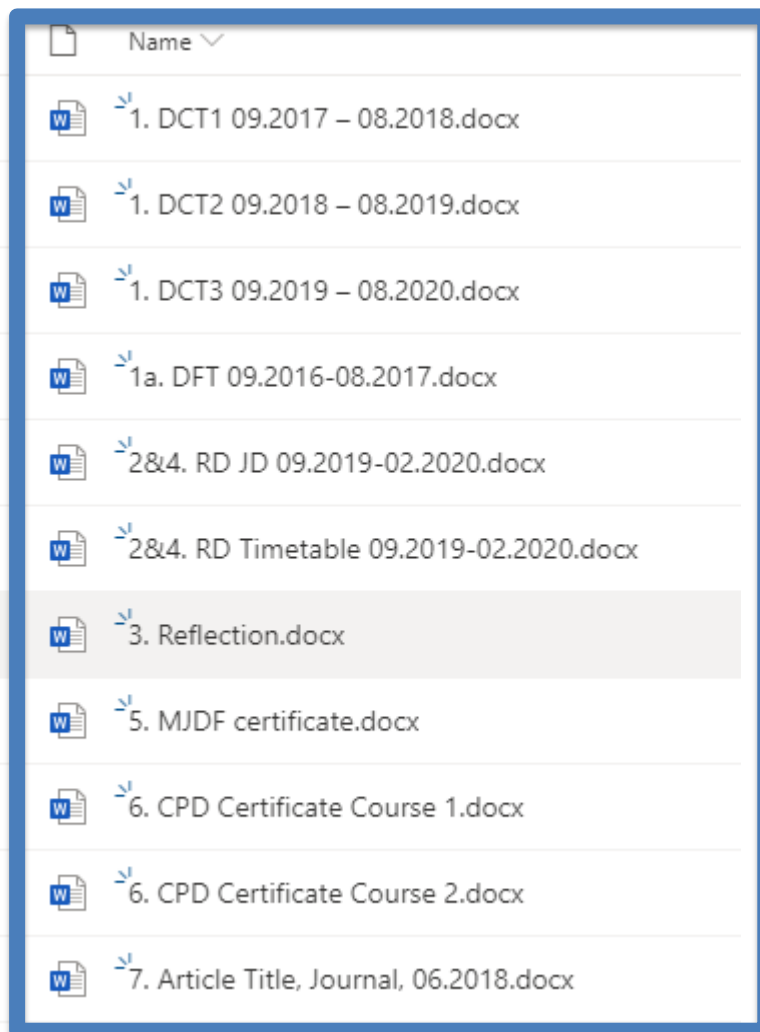 Name
1. DCT1 09.2017 – 08.2018.docx
1. DCT2 09.2018 – 08.2019.docx
1. DCT3 09.2019 – 08.2020.docx
1a. DFT 09.2016-08.2017.docx
2&4. RD JD 09.2019-02.2020.docx
2&4. RD Timetable 09.2019-02.2020.docx
3. Reflection.docx
5. MJDF certificate.docx
6. CPD Certificate Course 1.docx
6. CPD Certificate Course 2.docx
7. Article Title, Journal, 06.2018.docx